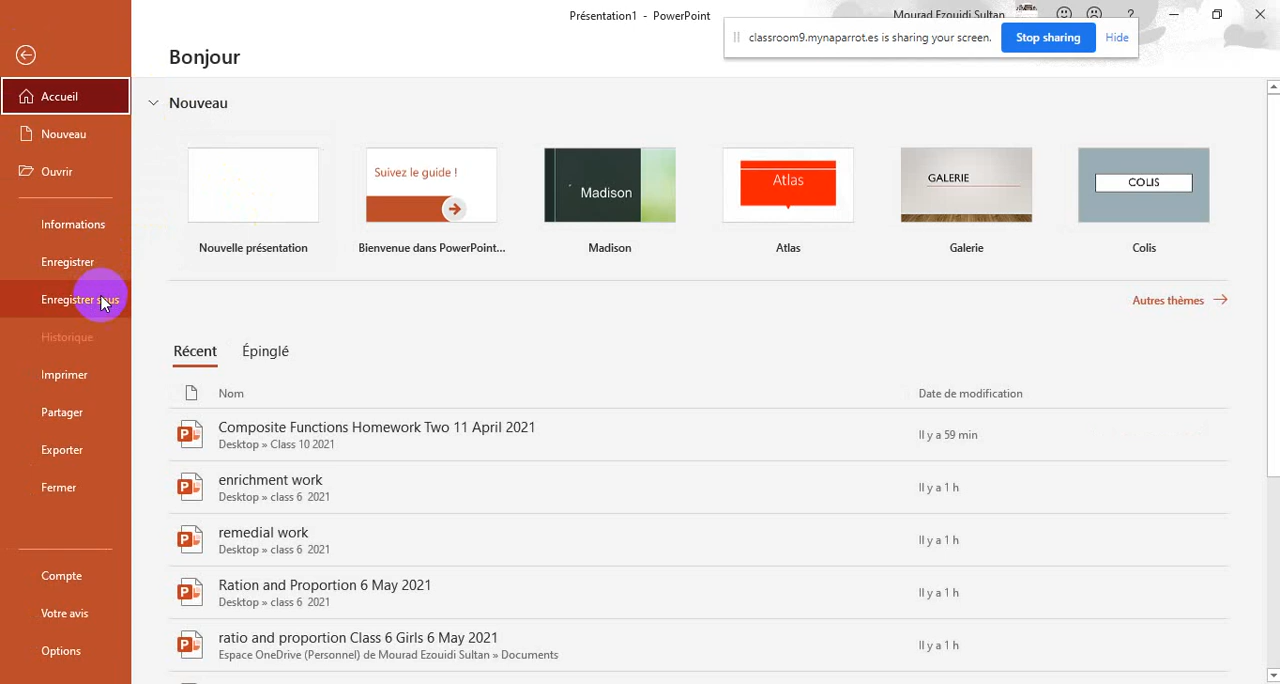 Présentation1 - PowerPoint
Mourad Ezouidi Sultan
?
classroom9.mynaparrot.es is sharing your screen.
Stop sharing
Hide
Bonjour
Accueil
Nouveau
Ouvrir
Informations
Enregistrer
Enregistrer sous
Historique
Imprimer
Partager
Exporter
Fermer
Compte
Votre avis
Options
Nouveau
Suivez le guide !
Madison
Atlas
GALERIE
COLIS
Nouvelle présentation
Bienvenue dans PowerPoint...
Madison
Atlas
Galerie
Colis
Autres thèmes
Récent
Épinglé
Nom
Date de modification
Composite Functions Homework Two 11 April 2021
Desktop » Class 10 2021
Il y a 59 min
enrichment work
Desktop » class 6 2021
Il y a 1 h
remedial work
Desktop » class 6 2021
Il y a 1 h
Ration and Proportion 6 May 2021
Desktop » class 6 2021
Il y a 1 h
ratio and proportion Class 6 Girls 6 May 2021
Espace OneDrive (Personnel) de Mourad Ezouidi Sultan » Documents
Il y a 1 h